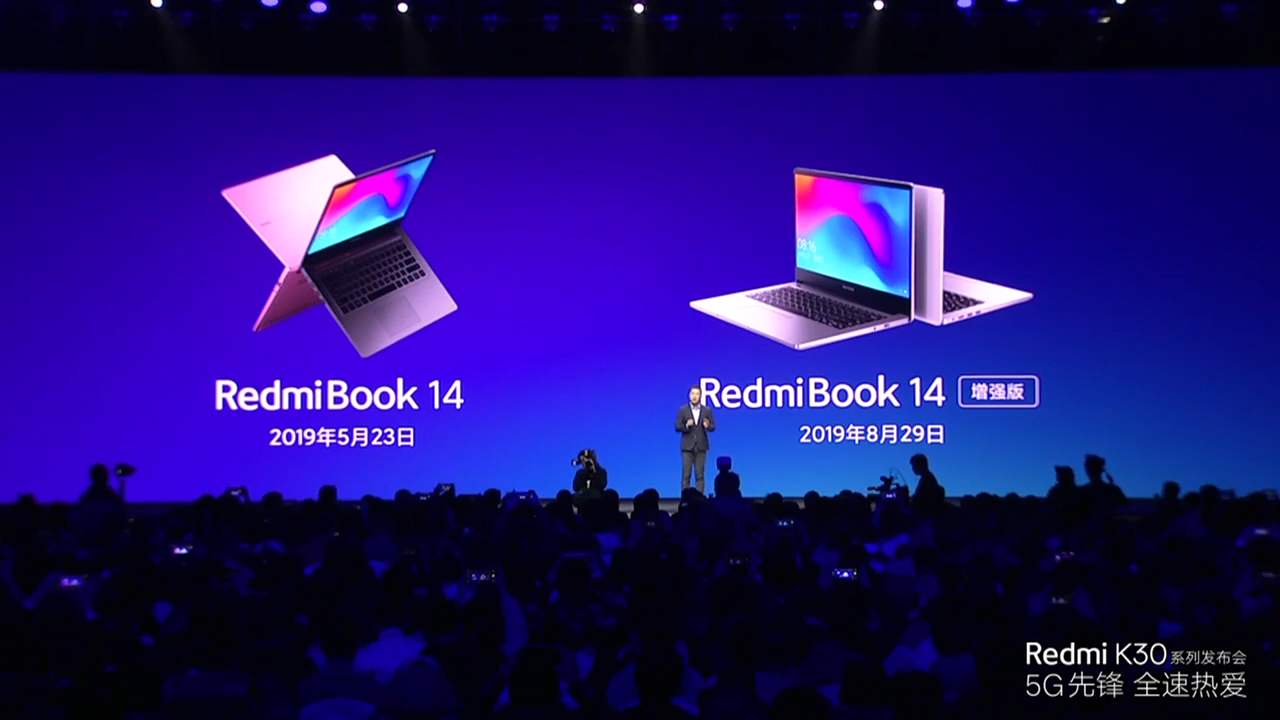 RedmiBook 14
2019年5月23日
RedmiBook 14 增强版
2019年8月29日
08:16
Redmi K30系列发布会
5G先锋 全速热爱